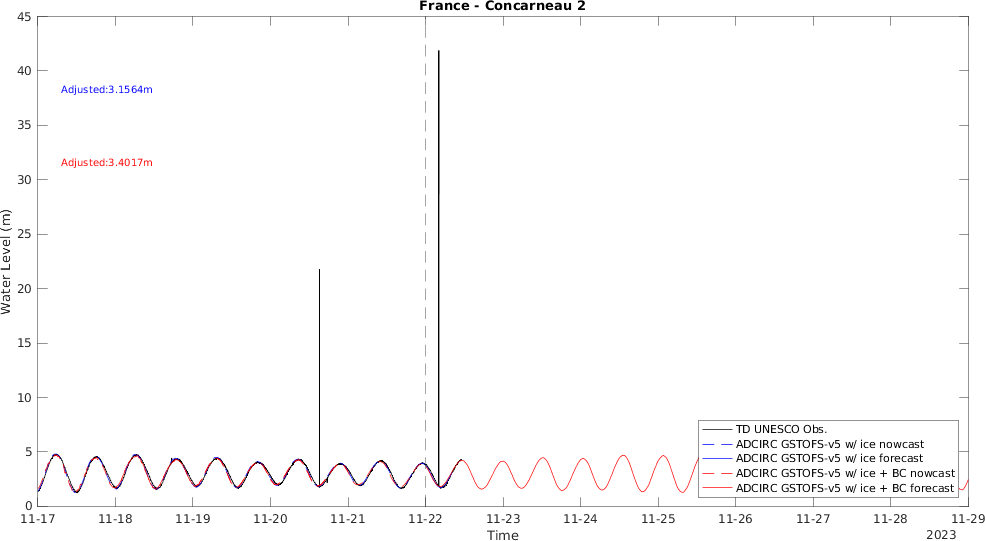 France - Concarneau 2
45
40
35
30
25
20
15
10
5
0
Water Level (m)
Adjusted:3.1564m
Adjusted:3.4017m
TD UNESCO Obs.
ADCIRC GSTOFS-v5 w/ ice nowcast
ADCIRC GSTOFS-v5 w/ ice forecast
ADCIRC GSTOFS-v5 w/ ice + BC nowcast
ADCIRC GSTOFS-v5 w/ ice + BC forecast
11-17 11-18 11-19 11-20 11-21 11-22 11-23 11-24 11-25 11-26 11-27 11-28 11-29
Time
2023